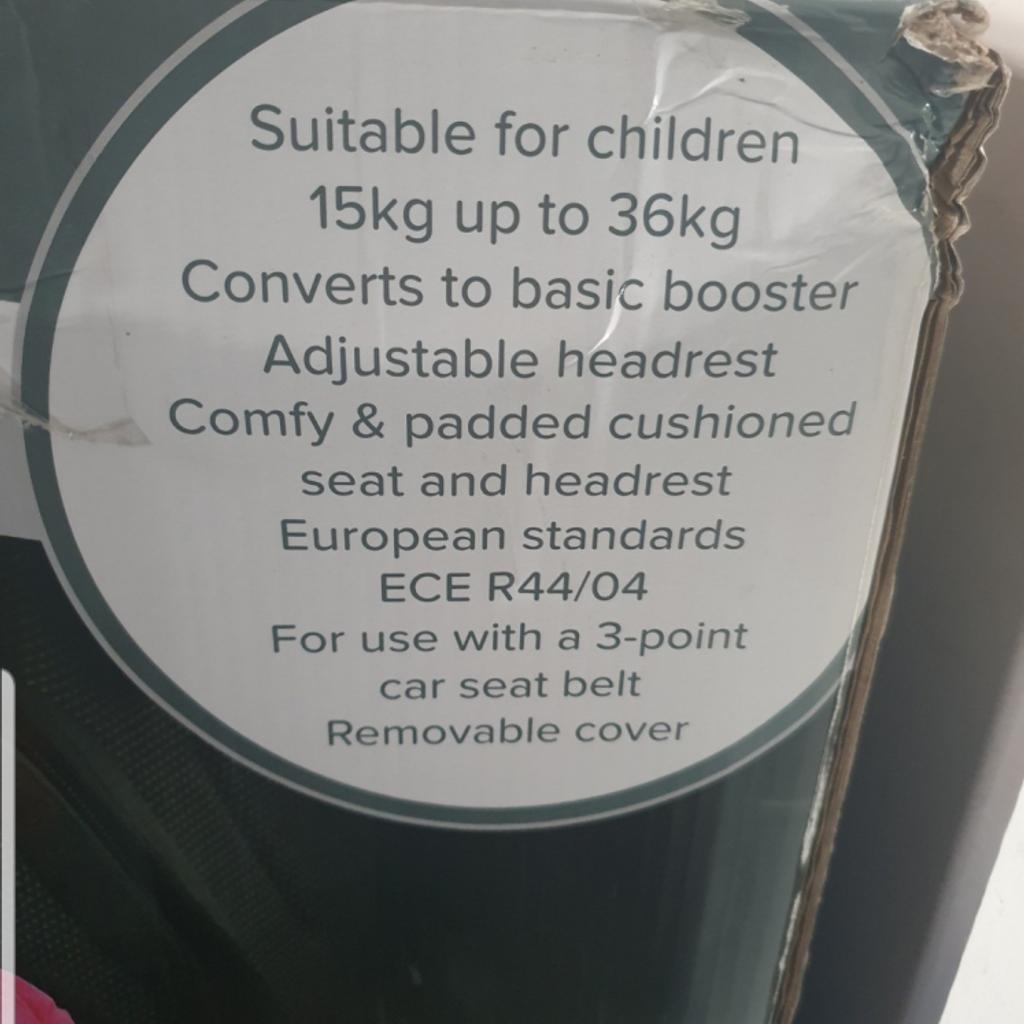 Suitable for children
15kg up to 36kg
Converts to basic booster
Adjustable headrest
Comfy & padded cushioned
seat and headrest
European standards
ECE R44/04
For use with a 3-point
car seat belt
Removable cover